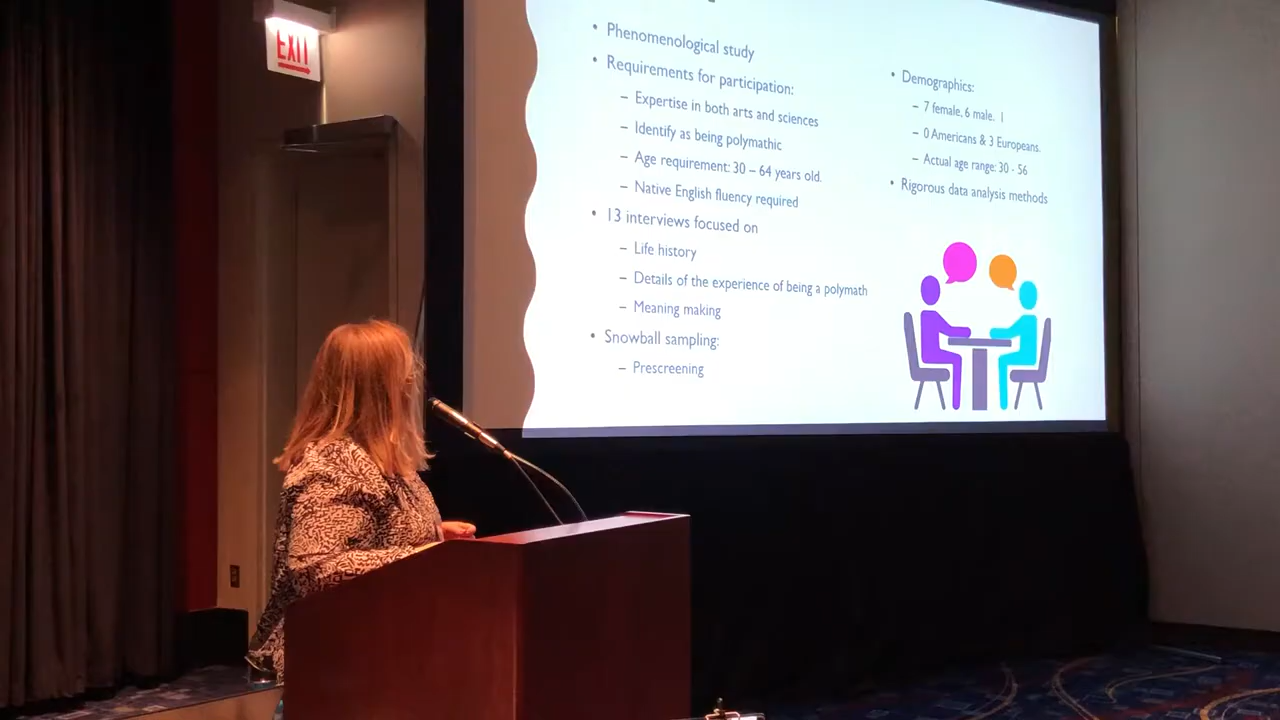 EXIT
• Phenomenological study
• Requirements for participation:
– Expertise in both arts and sciences
– Identify as being polymathic
– Age requirement: 30 – 64 years old.
– Native English fluency required
• 13 interviews focused on
– Life history
– Details of the experience of being a polymath
– Meaning making
• Snowball sampling:
– Prescreening
• Demographics:
– 7 female, 6 male. 1
– 0 Americans & 3 Europeans.
– Actual age range: 30 - 56
• Rigorous data analysis methods